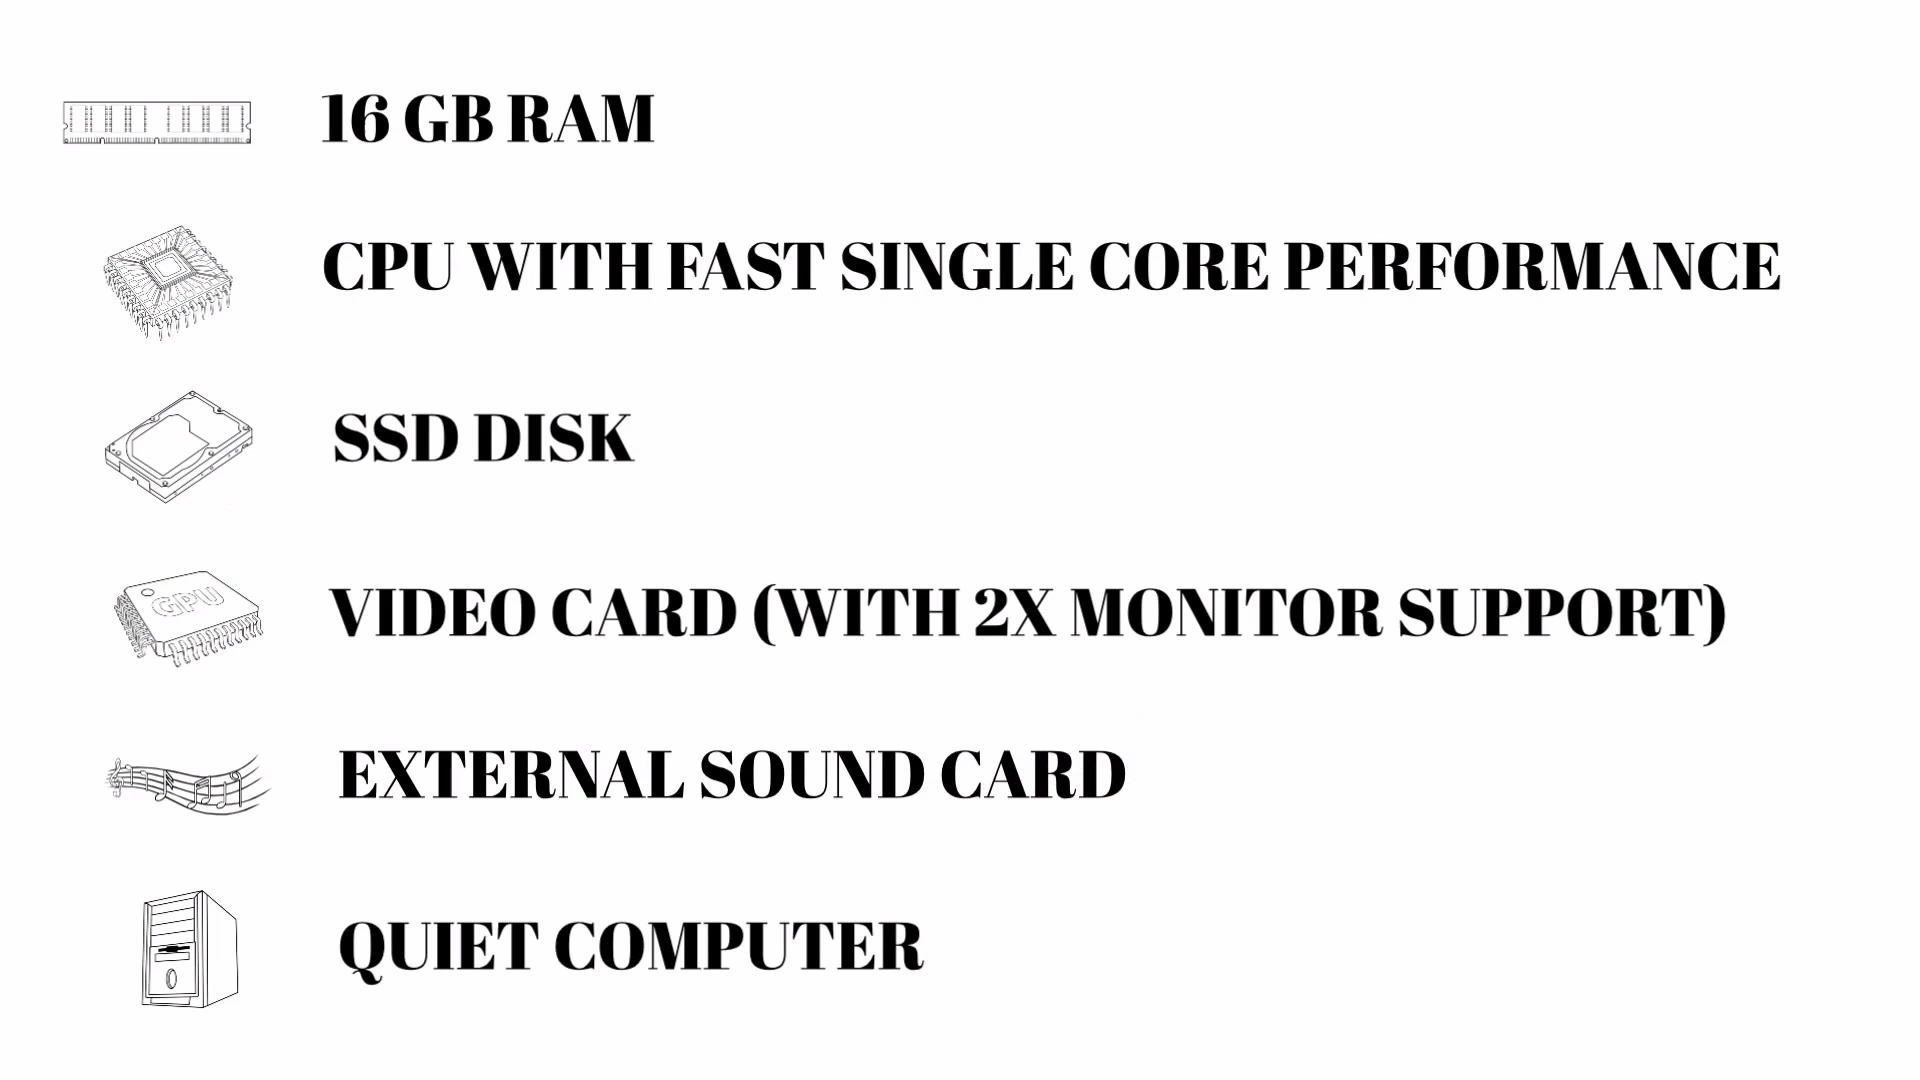 16 GB RAM
CPU WITH FAST SINGLE CORE PERFORMANCE
SSD DISK
GPU
VIDEO CARD (WITH 2X MONITOR SUPPORT)
EXTERNAL SOUND CARD
QUIET COMPUTER